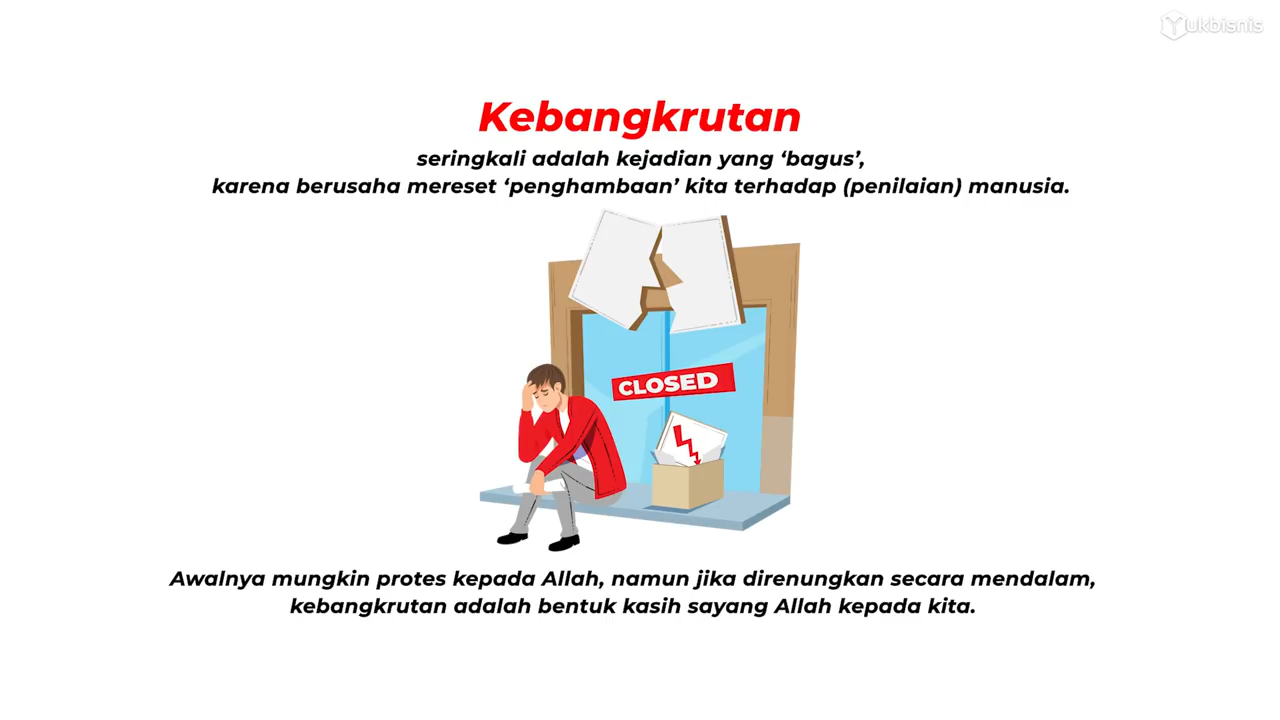 Yukbisnis
Kebangkrutan
seringkali adalah kejadian yang ‘bagus’,
karena berusaha mereset ‘penghambaan’ kita terhadap (penilaian) manusia.
CLOSED
Awalnya mungkin protes kepada Allah, namun jika direnungkan secara mendalam,
kebangkrutan adalah bentuk kasih sayang Allah kepada kita.